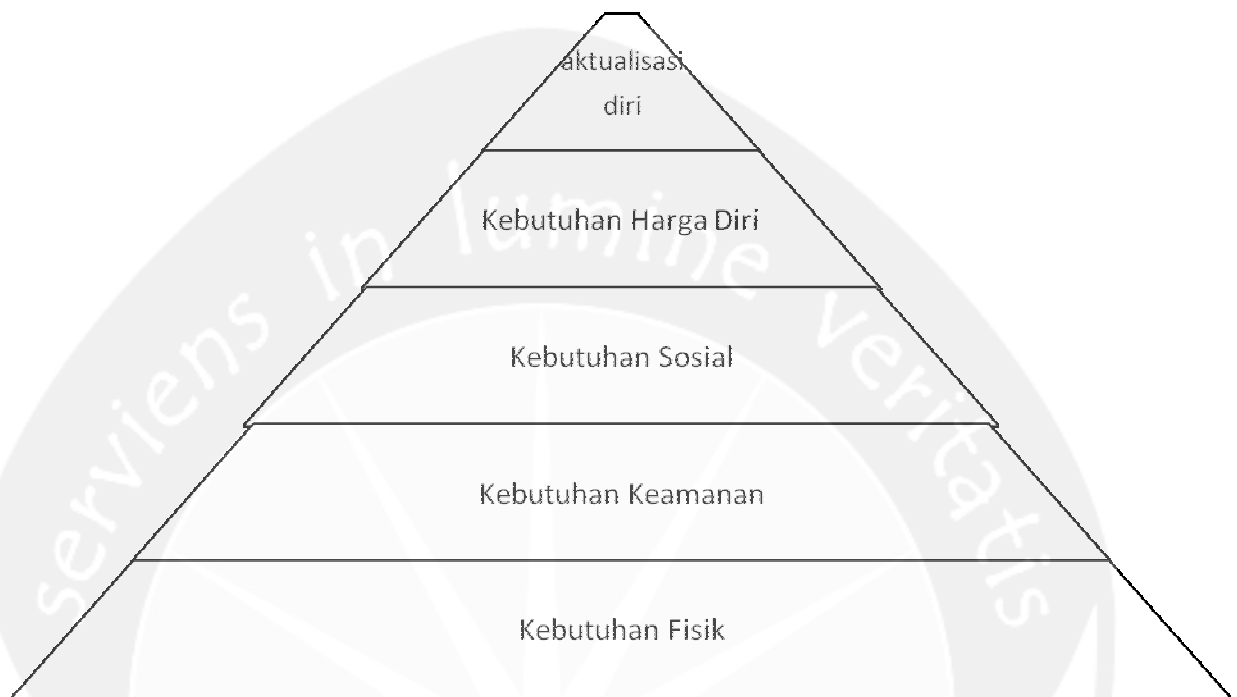 aktualisasi
diri
Kebutuhan Harga Diri
Kebutuhan Sosial
Kebutuhan Keamanan
Kebutuhan Fisik
serviens in lumine veritatis